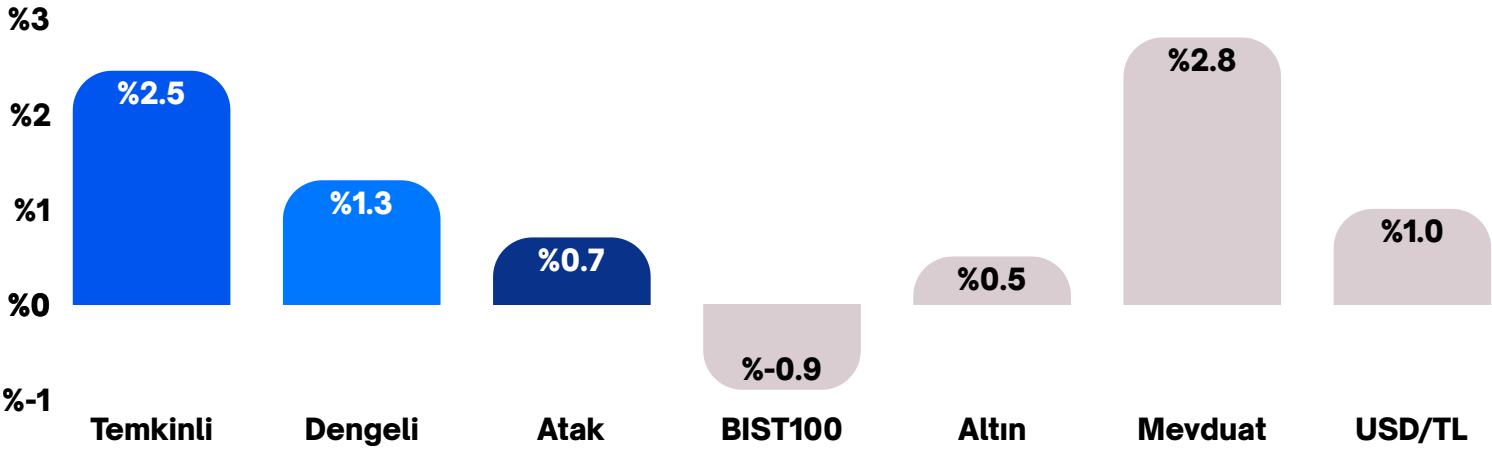 %3
%2
%1
%0
%-1
%2.5
%1.3
%0.7
%-0.9
%0.5
%2.8
%1.0
Temkinli
Dengeli
Atak
BIST100
Altın
Mevduat
USD/TL